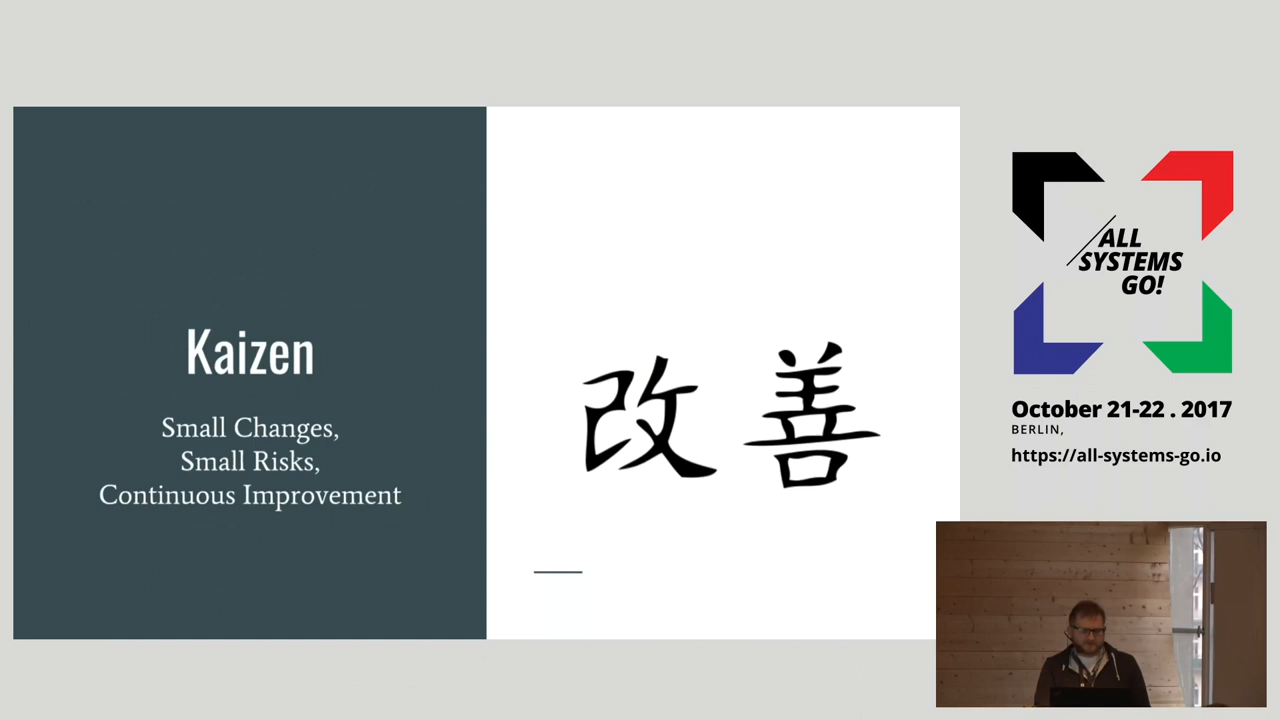 Kaizen
Small Changes,
Small Risks,
Continuous Improvement
改善
ALL
SYSTEMS
GO!
October 21-22 . 2017
BERLIN,
https://all-systems-go.io